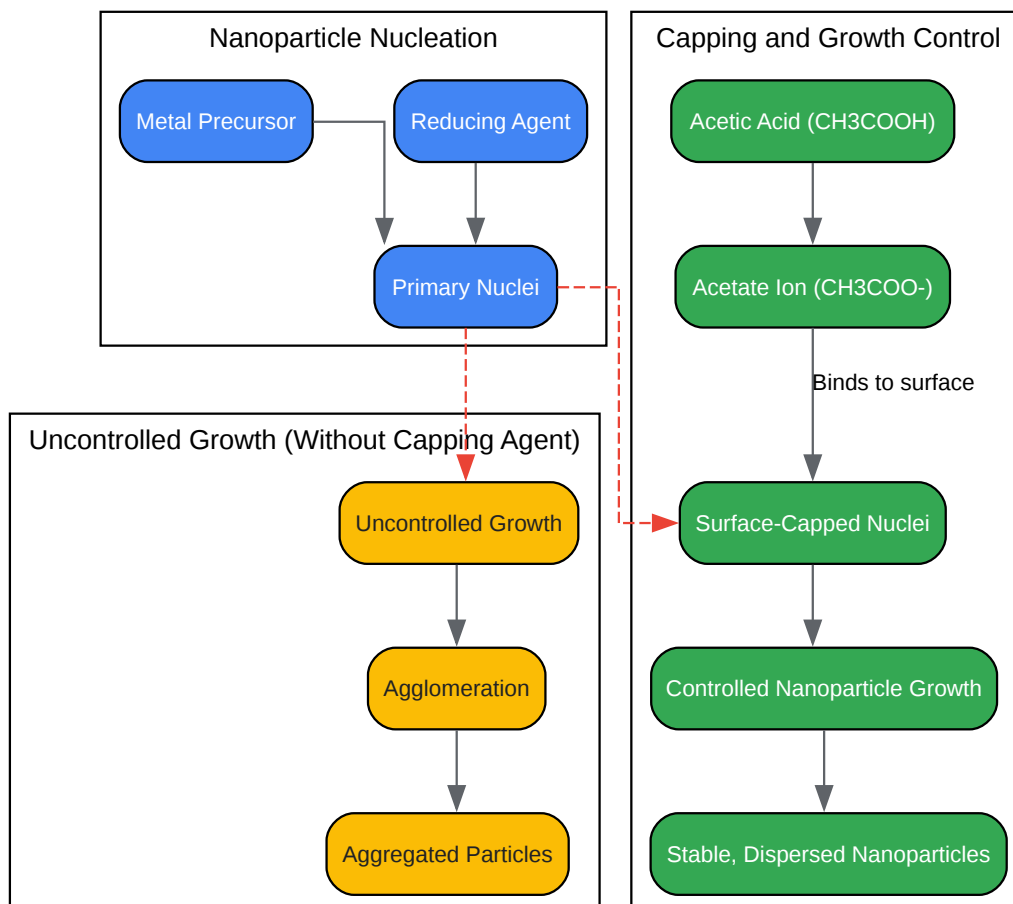 Nanoparticle Nucleation
Metal Precursor
Reducing Agent
Primary Nuclei
Uncontrolled Growth (Without Capping Agent)
Uncontrolled Growth
Agglomeration
Aggregated Particles
Capping and Growth Control
Acetic Acid (CH3COOH)
Acetate Ion (CH3COO-)
Binds to surface
Surface-Capped Nuclei
Controlled Nanoparticle Growth
Stable, Dispersed Nanoparticles